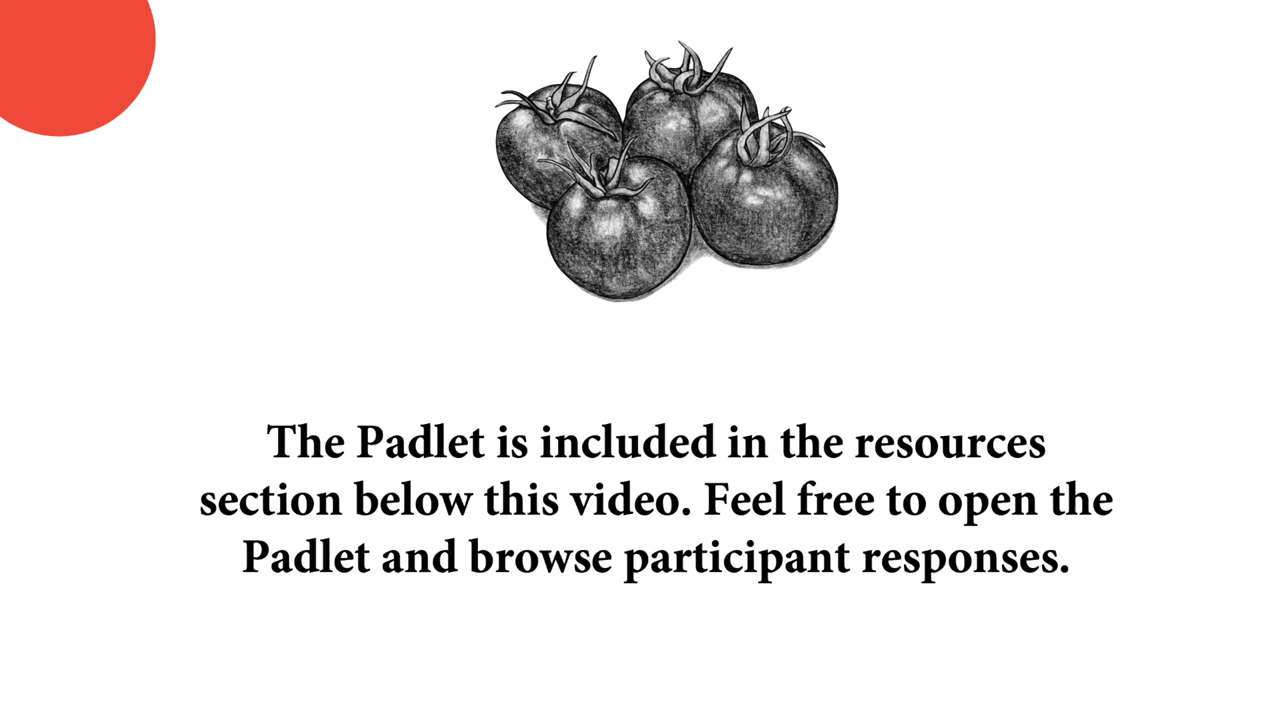 The Padlet is included in the resources
section below this video. Feel free to open the
Padlet and browse participant responses.